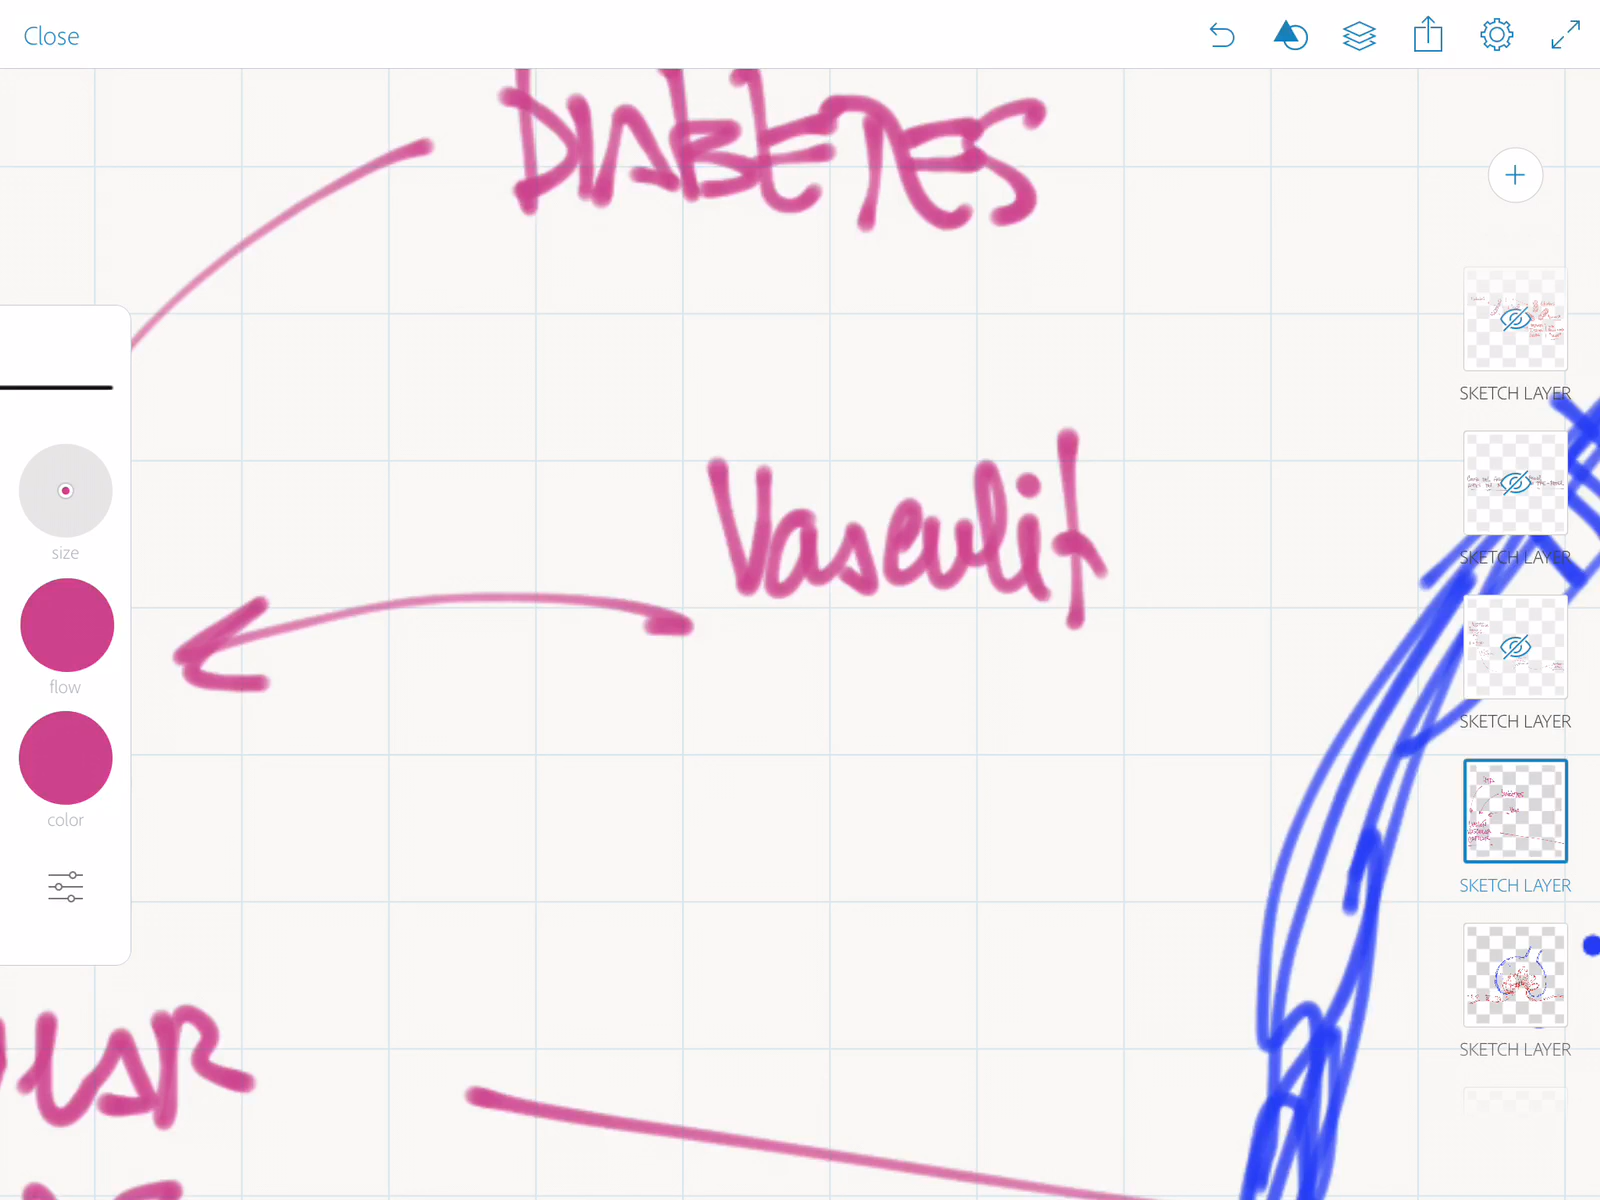 Close
DIABETES
SKETCH LAYER
Vasculit
size
SKETCH LAYER
flow
SKETCH LAYER
color
SKETCH LAYER
SKETCH LAYER